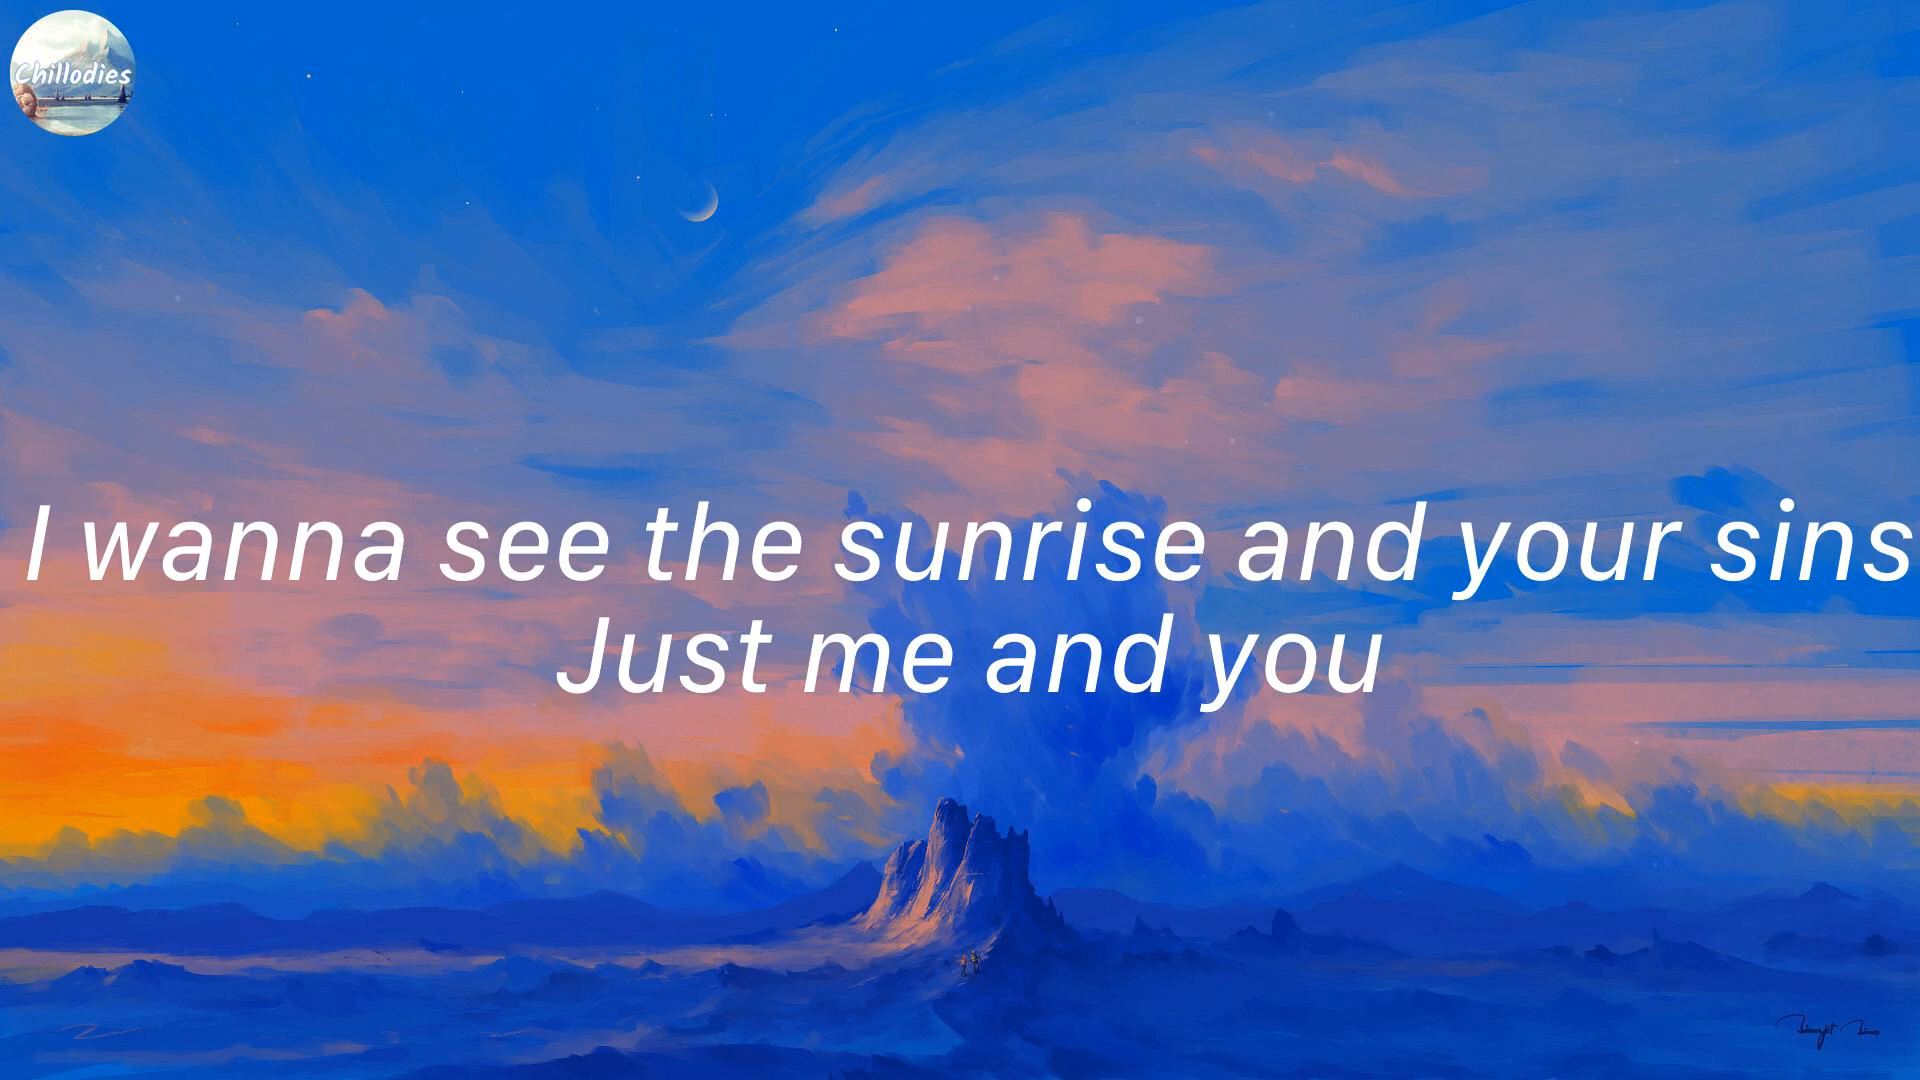 Chillodies
I wanna see the sunrise and your sins
Just me and you